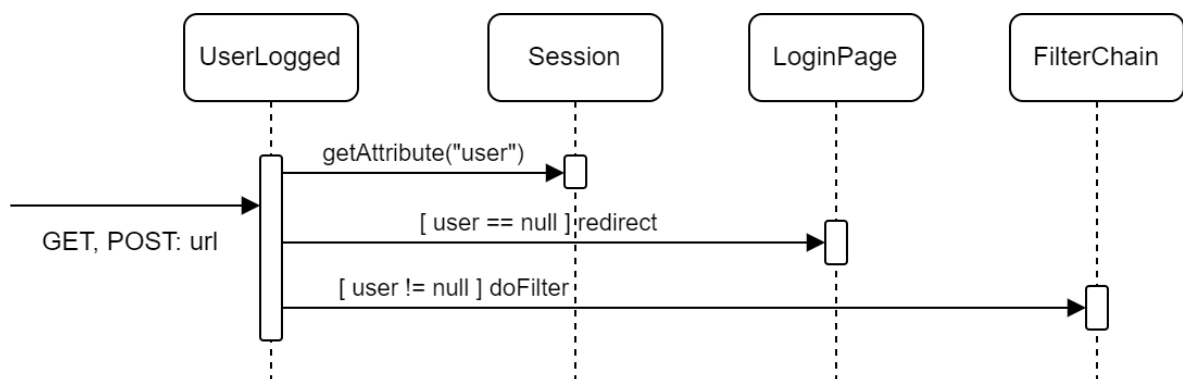 UserLogged
Session
LoginPage
FilterChain
getAttribute("user")
GET, POST: url
[ user == null ] redirect
[ user != null ] doFilter